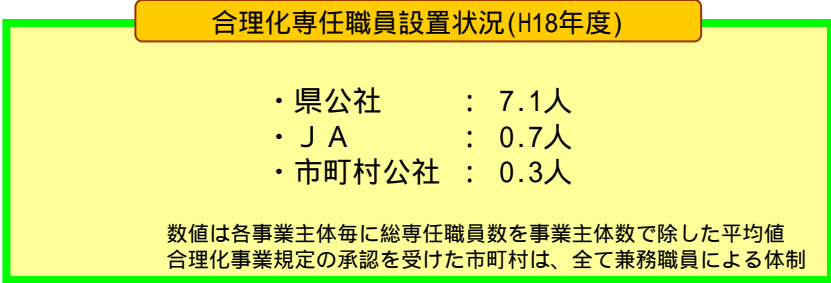 合理化専任職員設置状況(H18年度)
・県公社 : 7.1人
・JA : 0.7人
・市町村公社 : 0.3人
数値は各事業主体毎に総専任職員数を事業主体数で除した平均値
合理化事業規定の承認を受けた市町村は、全て兼務職員による体制